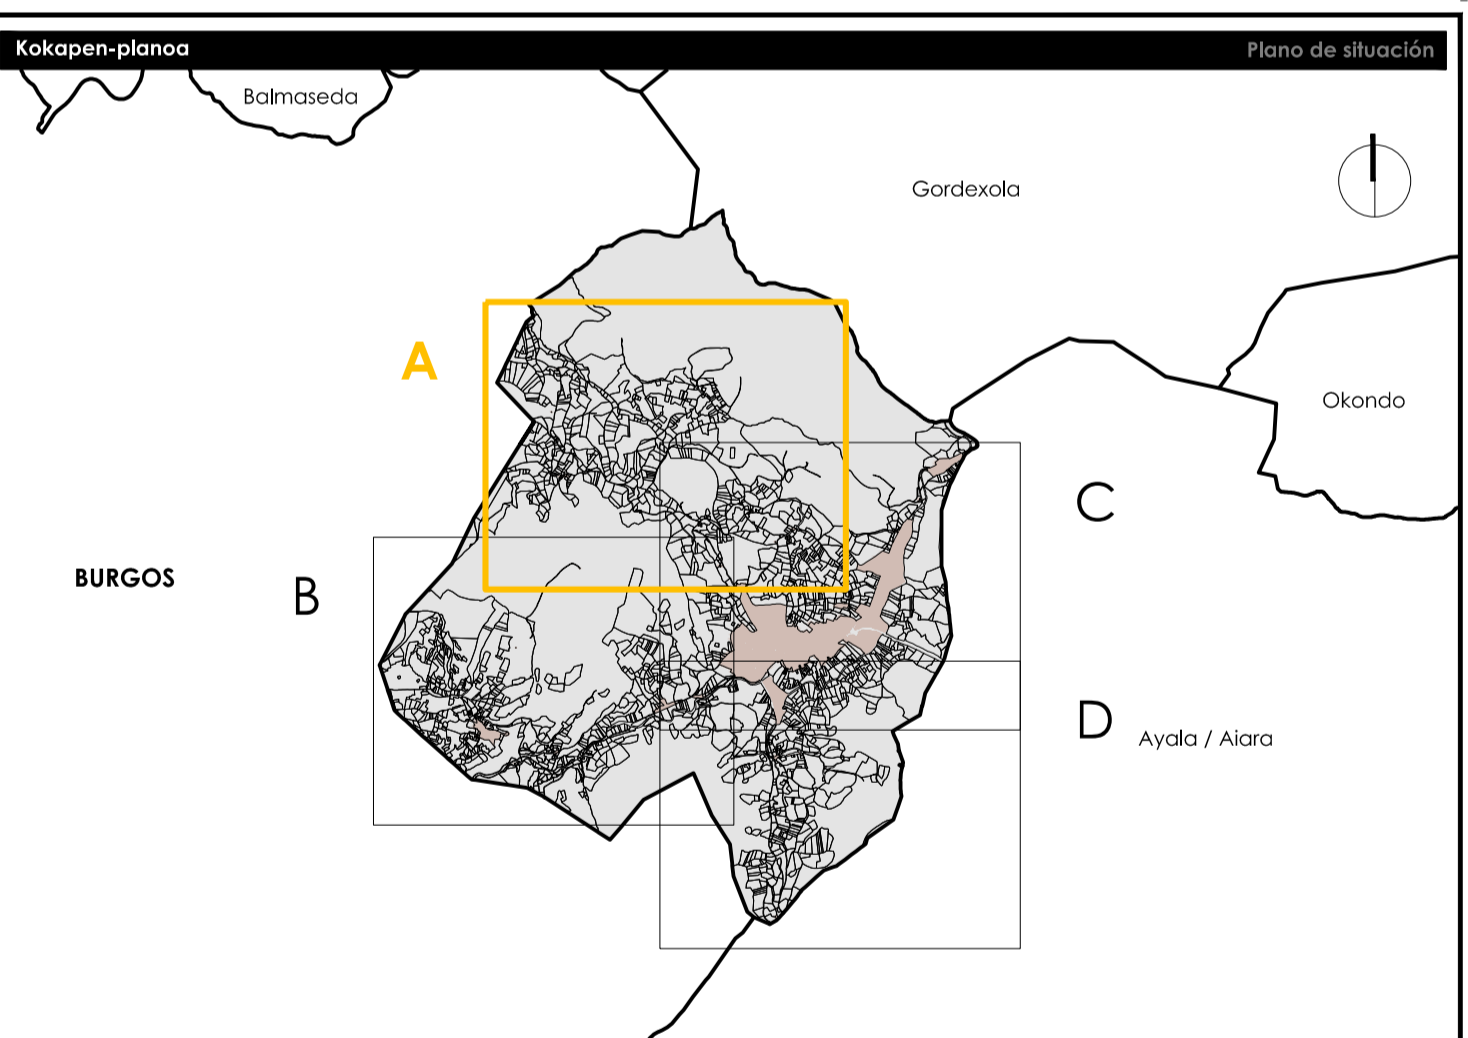 Kokapen-planoa
Plano de situación
Balmaseda
Gordexola
A
Okondo
C
BURGOS
B
D
Ayala / Aiara